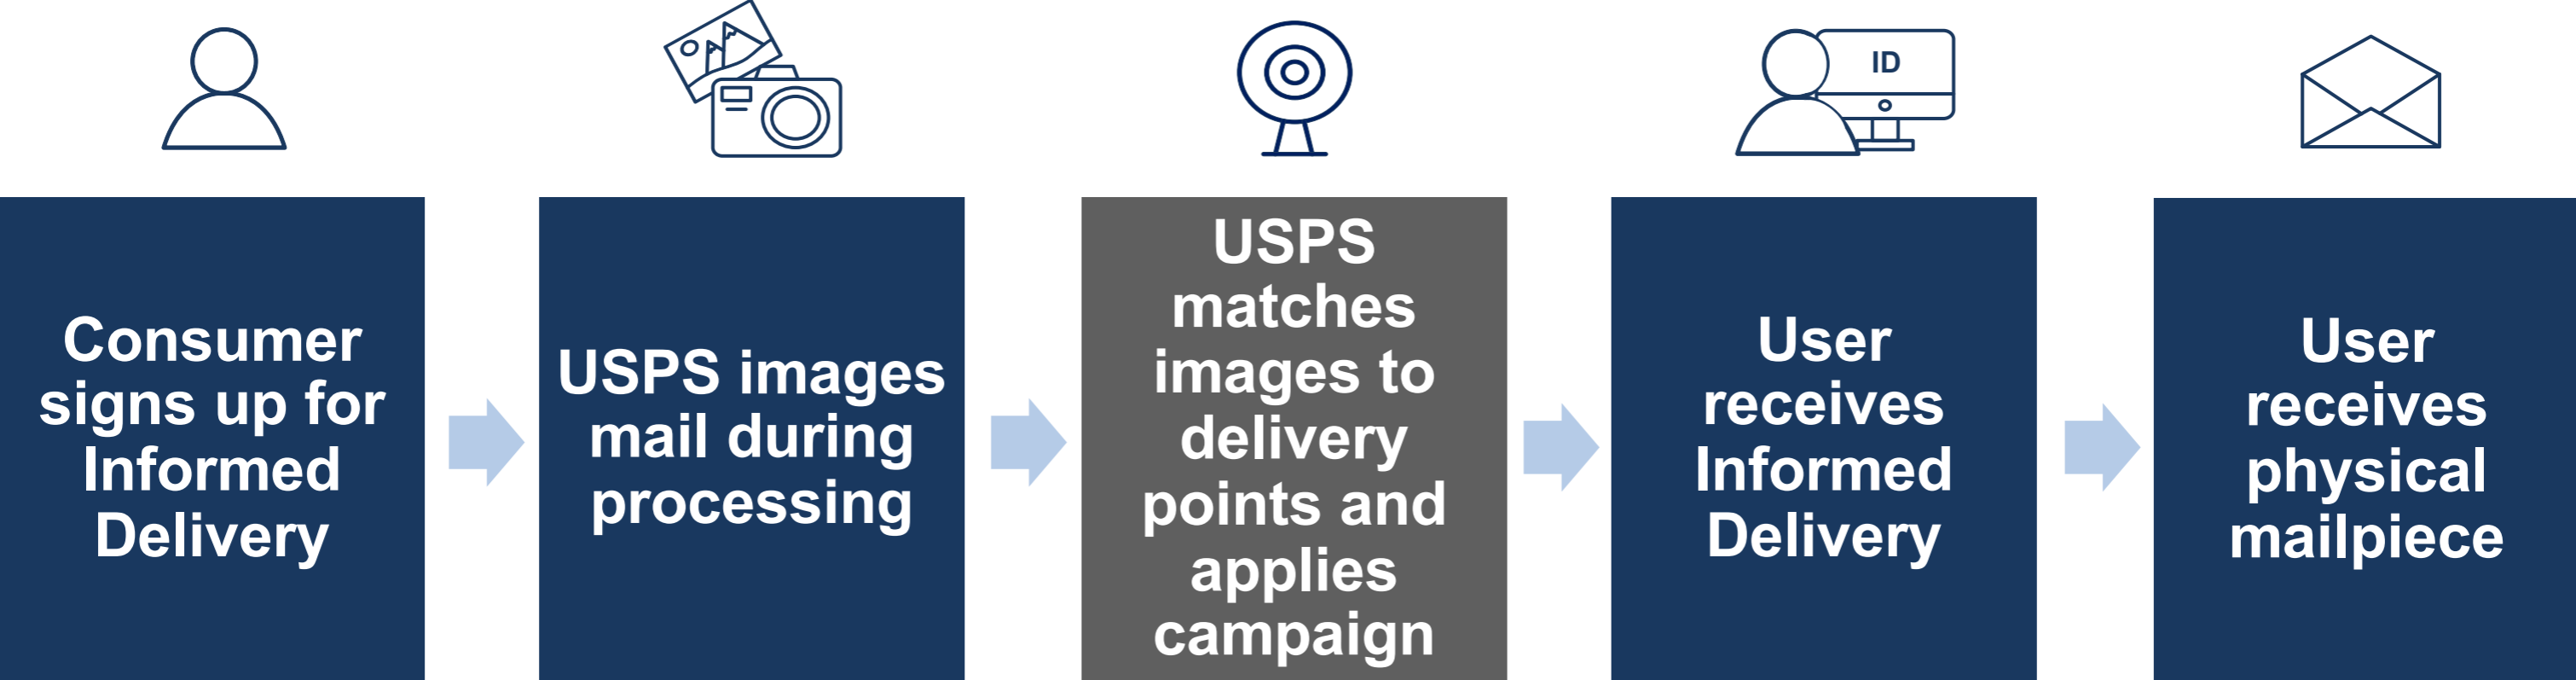 ID
Consumer
signs up for
Informed
Delivery
USPS images
mail during
processing
USPS
matches
images to
delivery
points and
applies
campaign
User
receives
Informed
Delivery
User
receives
physical
mailpiece